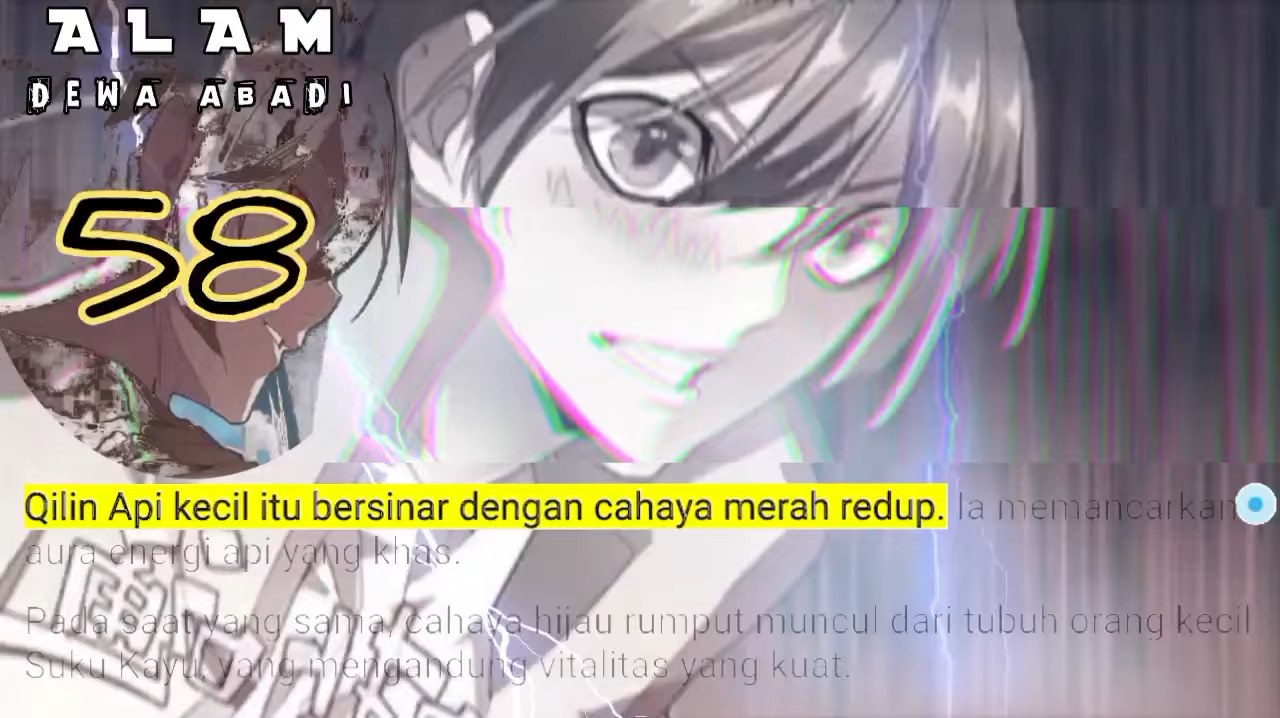 ALAM
DEWA ABADI
58
Qilin Api kecil itu bersinar dengan cahaya merah redup. Ia memancarkan
aura energi api yang khas.
Pada saat yang sama, cahaya hijau rumput muncul dari tubuh orang kecil
Suku Kayu, yang mengandung vitalitas yang kuat.